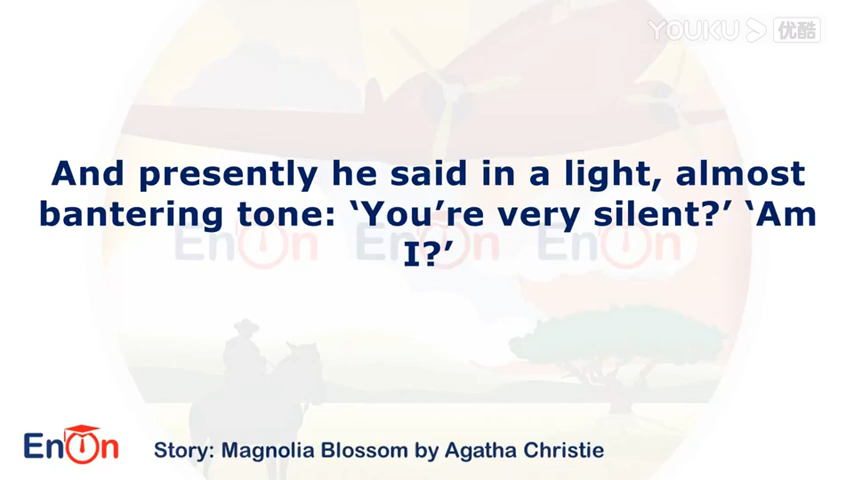 YOUKU 优酷
And presently he said in a light, almost
bantering tone: ‘You’re very silent?’ ‘Am
I?’
EnOn EnOn EnOn
EnOn
Story: Magnolia Blossom by Agatha Christie